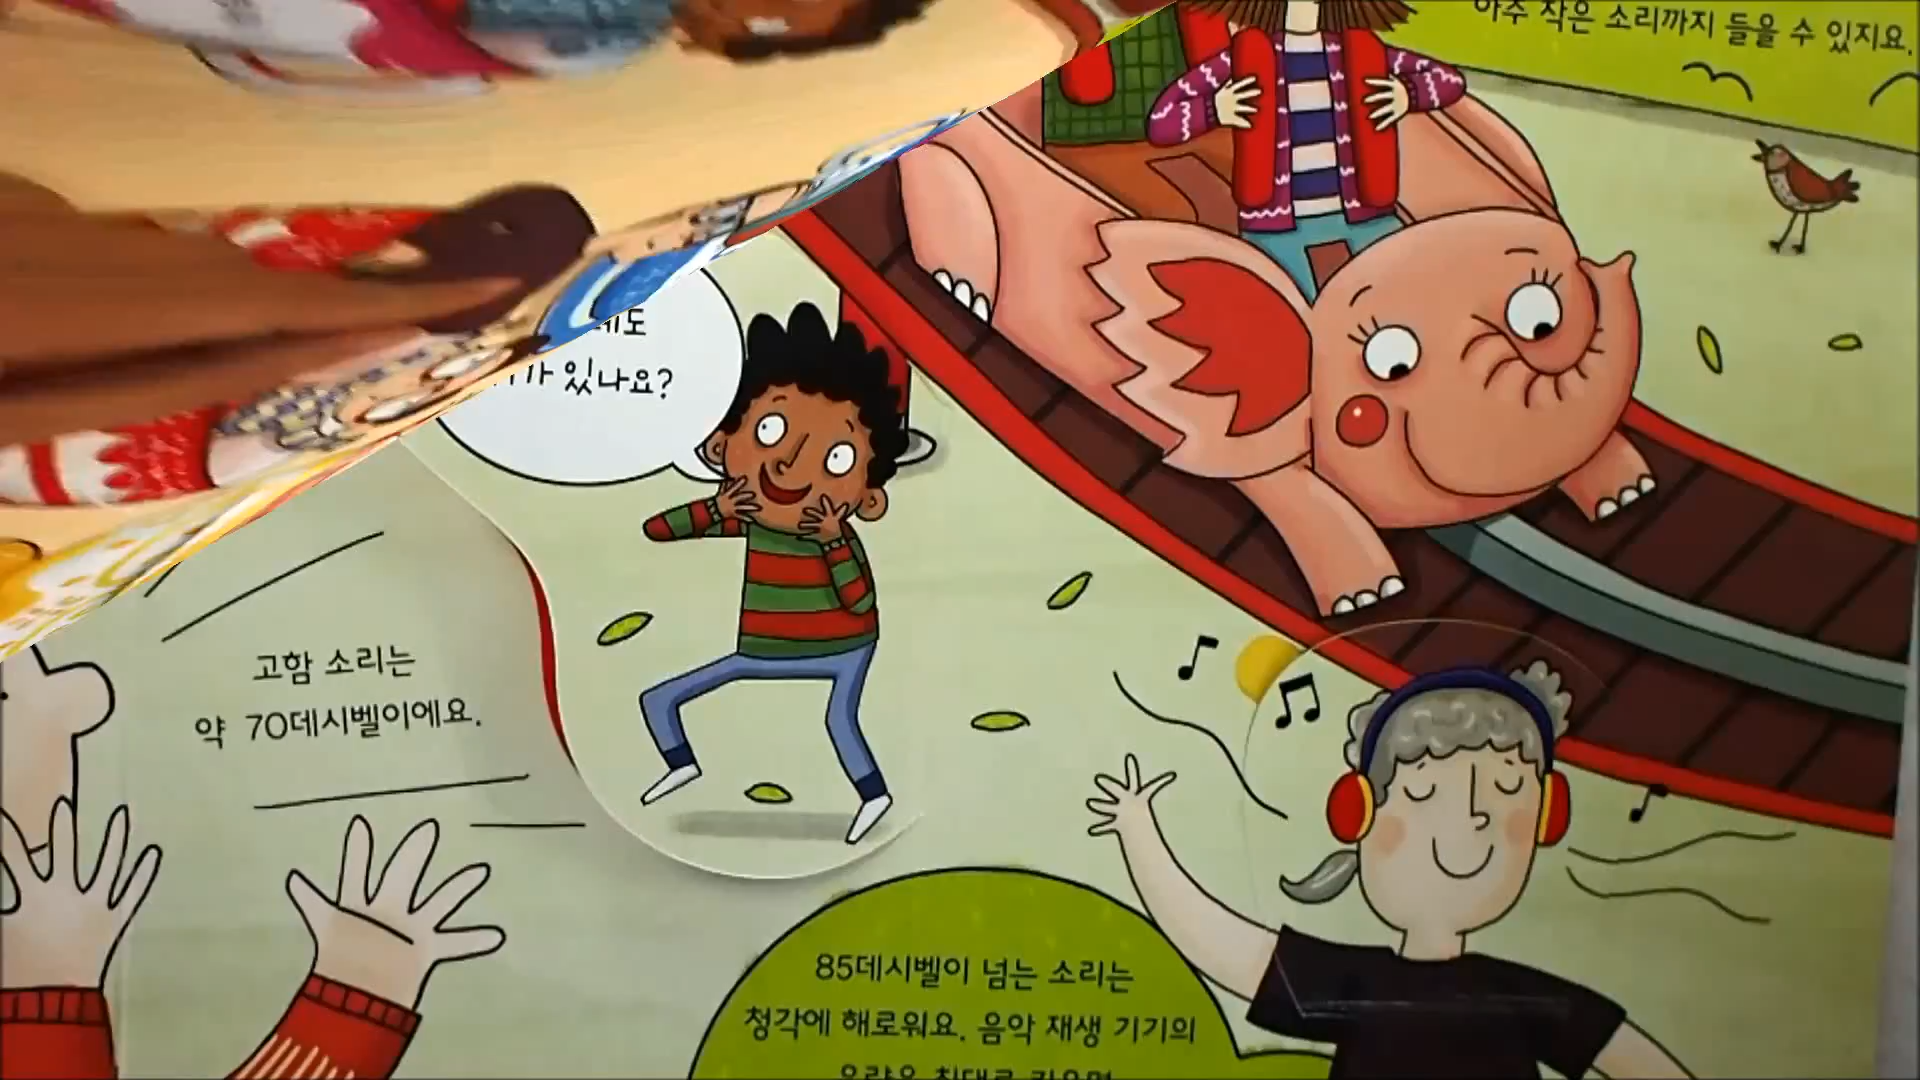 아주 작은 소리까지 들을 수 있지요.
있나요?
고함 소리는
약 70데시벨이에요.
85데시벨이 넘는 소리는
청각에 해로워요. 음악 재생 기기의